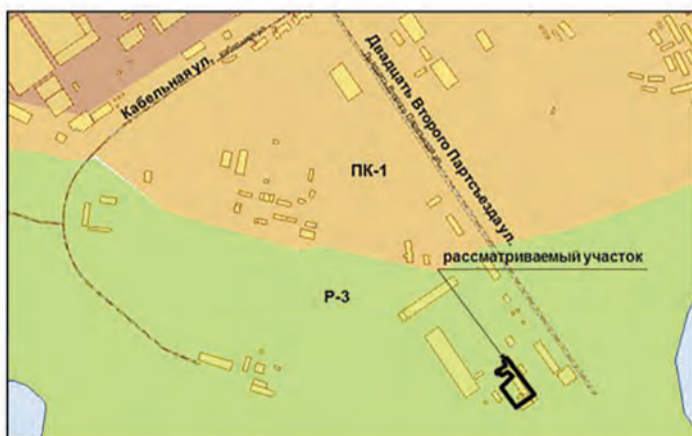 Кабельная ул.
Двадцать Второго Партсъезда ул.
ПК-1
рассматриваемый участок
Р-3